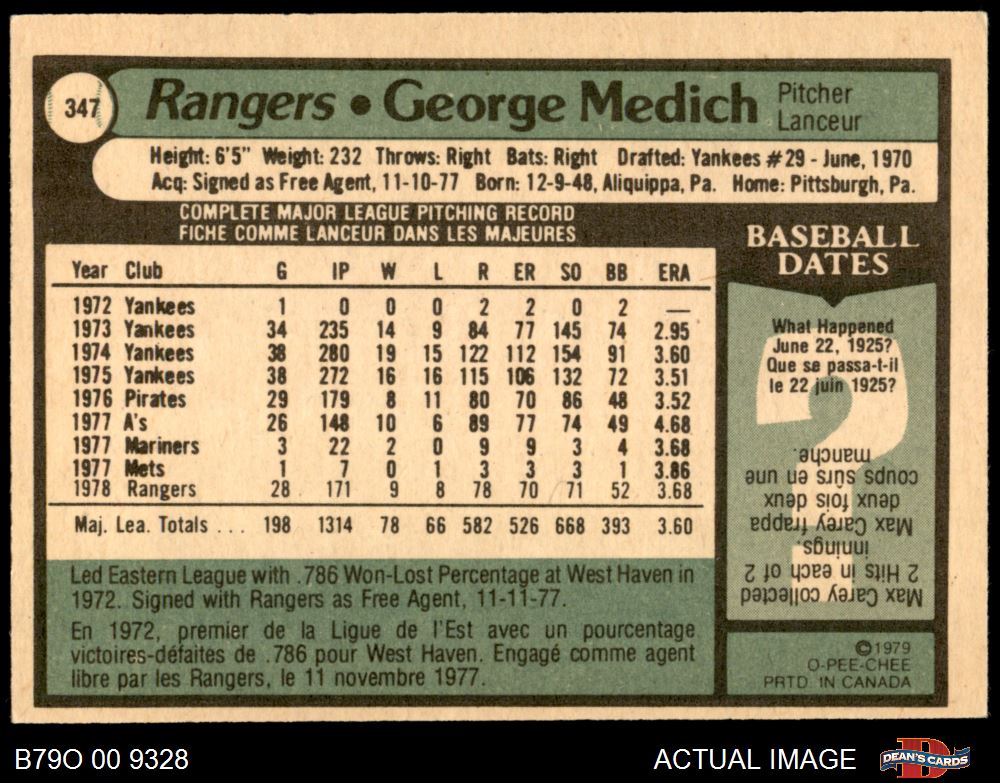 347
Rangers • George Medich
Pitcher
Lanceur
Height: 6'5" Weight: 232 Throws: Right Bats: Right Drafted: Yankees #29 - June, 1970
Acq: Signed as Free Agent, 11-10-77 Born: 12-9-48, Aliquippa, Pa. Home: Pittsburgh, Pa.
COMPLETE MAJOR LEAGUE PITCHING RECORD
FICHE COMME LANCEUR DANS LES MAJEURES
Year Club G IP W L R ER SO BB ERA
1972 Yankees 1 0 0 0 2 2 0 2 —
1973 Yankees 34 235 14 9 84 77 145 74 2.95
1974 Yankees 38 280 19 15 122 112 154 91 3.60
1975 Yankees 38 272 16 16 115 106 132 72 3.51
1976 Pirates 29 179 8 11 80 70 86 48 3.52
1977 A's 26 148 10 6 89 77 74 49 4.68
1977 Mariners 3 22 2 0 9 9 3 4 3.68
1977 Mets 1 7 0 1 3 3 3 1 3.86
1978 Rangers 28 171 9 8 78 70 71 52 3.68
Maj. Lea. Totals ... 198 1314 78 66 582 526 668 393 3.60
Led Eastern League with .786 Won-Lost Percentage at West Haven in
1972. Signed with Rangers as Free Agent, 11-11-77.
En 1972, premier de la Ligue de l'Est avec un pourcentage
victoires-défaites de .786 pour West Haven. Engagé comme agent
libre par les Rangers, le 11 novembre 1977.
BASEBALL
DATES
What Happened
June 22, 1925?
Que se passa-t-il
le 22 juin 1925?
Max Carey collected
2 Hits in each of 2
innings.
Max Carey frappa
deux fois deux
coups sûrs en une
manche.
©1979
O-PEE-CHEE
PRTD. IN CANADA
B79O 00 9328
ACTUAL IMAGE
DEAN'S CARDS